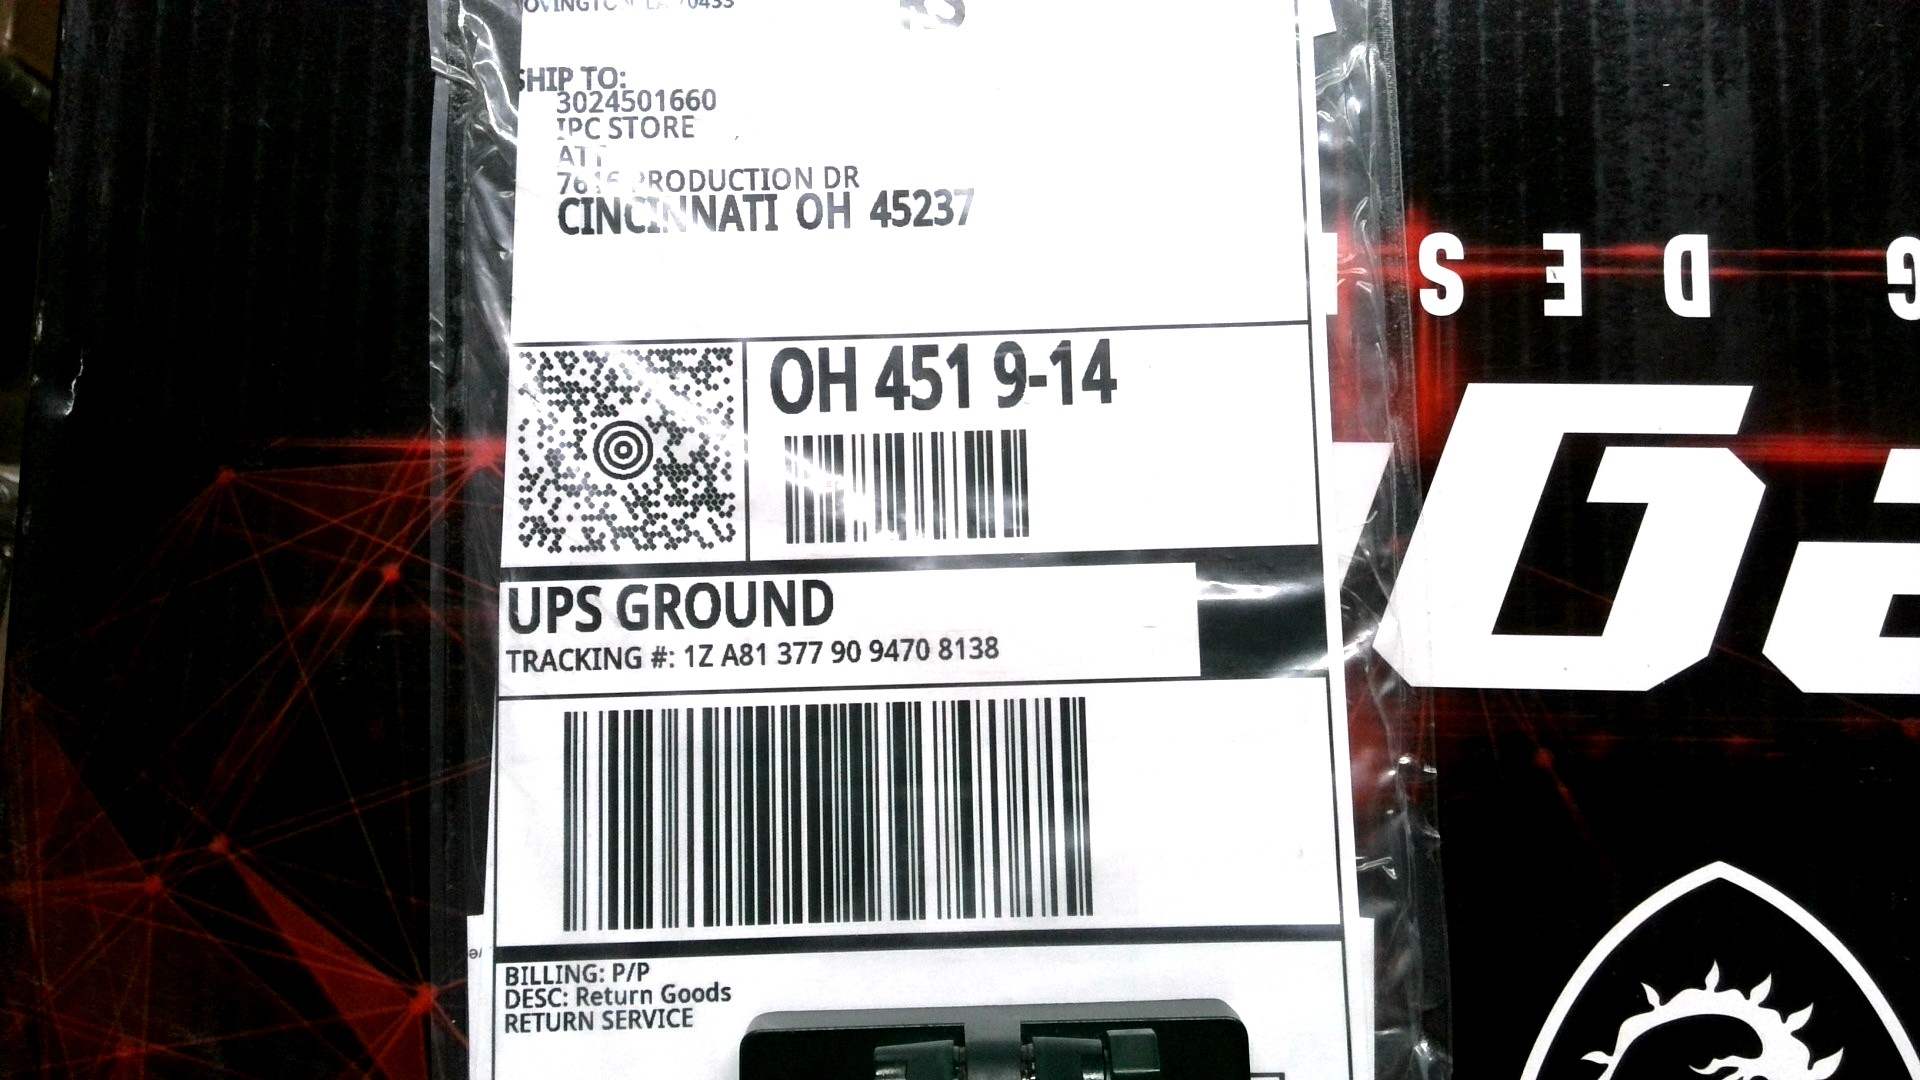 SHIP TO:
3024501660
IPC STORE
PRODUCTION DR
CINCINNATI OH 45237
OH 451 9-14
UPS GROUND
TRACKING #: 1Z A81 377 90 9470 8138
BILLING: P/P
DESC: Return Goods
RETURN SERVICE